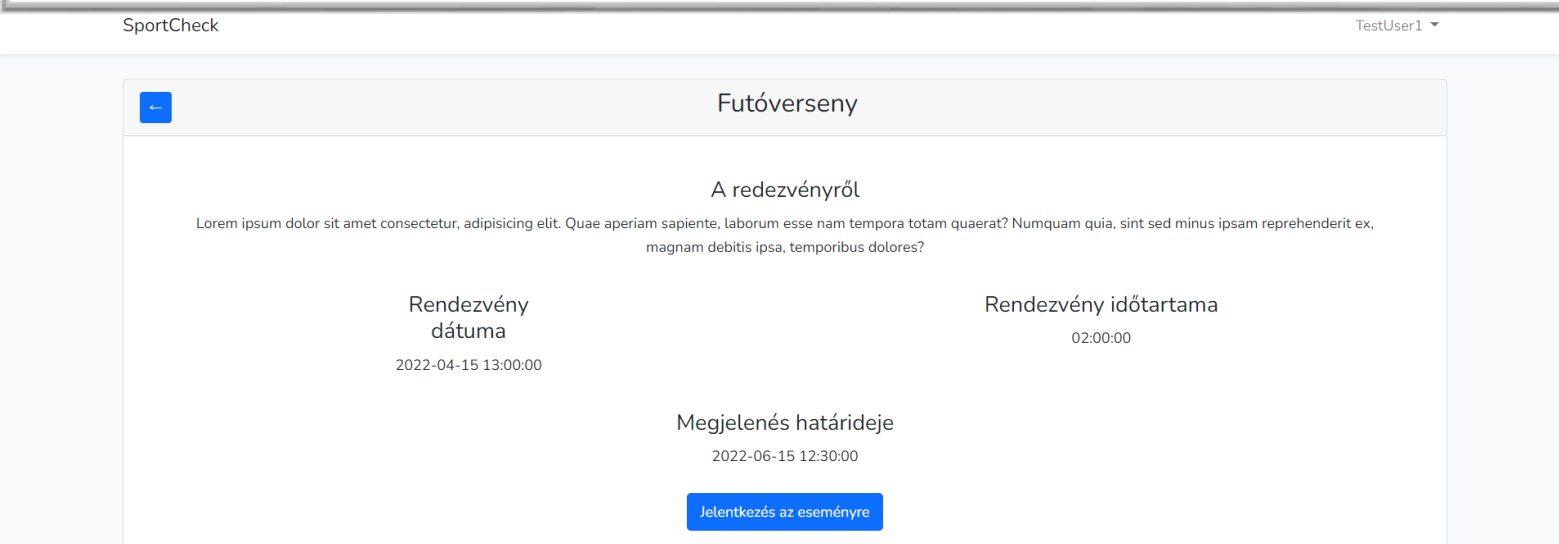 SportCheck
TestUser1
←
Futóverseny
A redezvényről
Lorem ipsum dolor sit amet consectetur, adipisicing elit. Quae aperiam sapiente, laborum esse nam tempora totam quaerat? Numquam quia, sint sed minus ipsam reprehenderit ex,
magnam debitis ipsa, temporibus dolores?
Rendezvény
dátuma
2022-04-15 13:00:00
Rendezvény időtartama
02:00:00
Megjelenés határideje
2022-06-15 12:30:00
Jelentkezés az eseményre